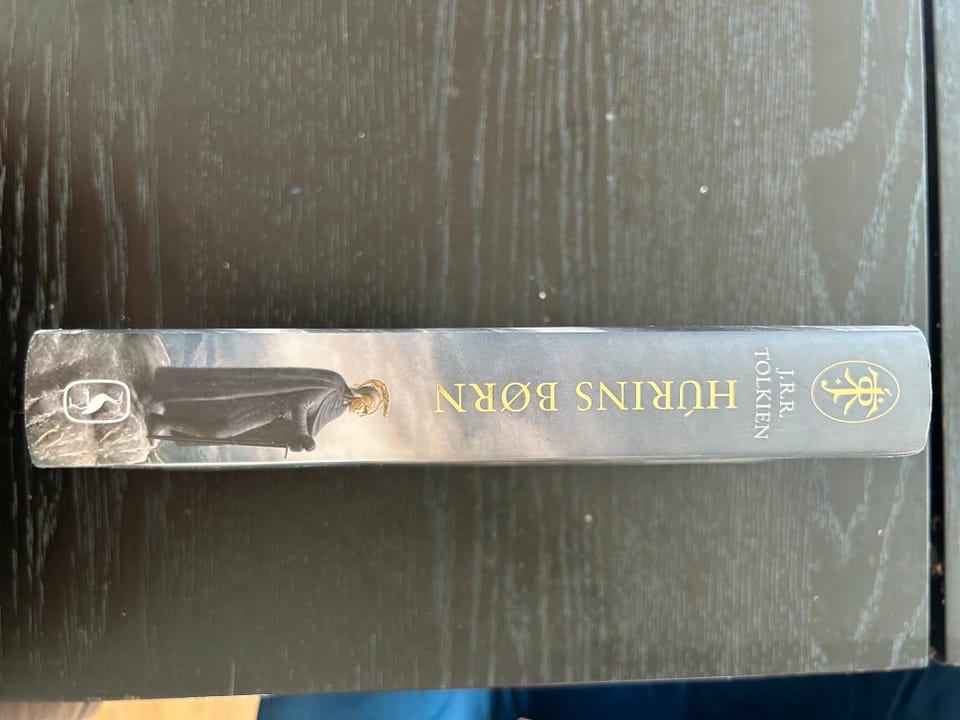 J.R.R.
TOLKIEN
HÚRINS BØRN